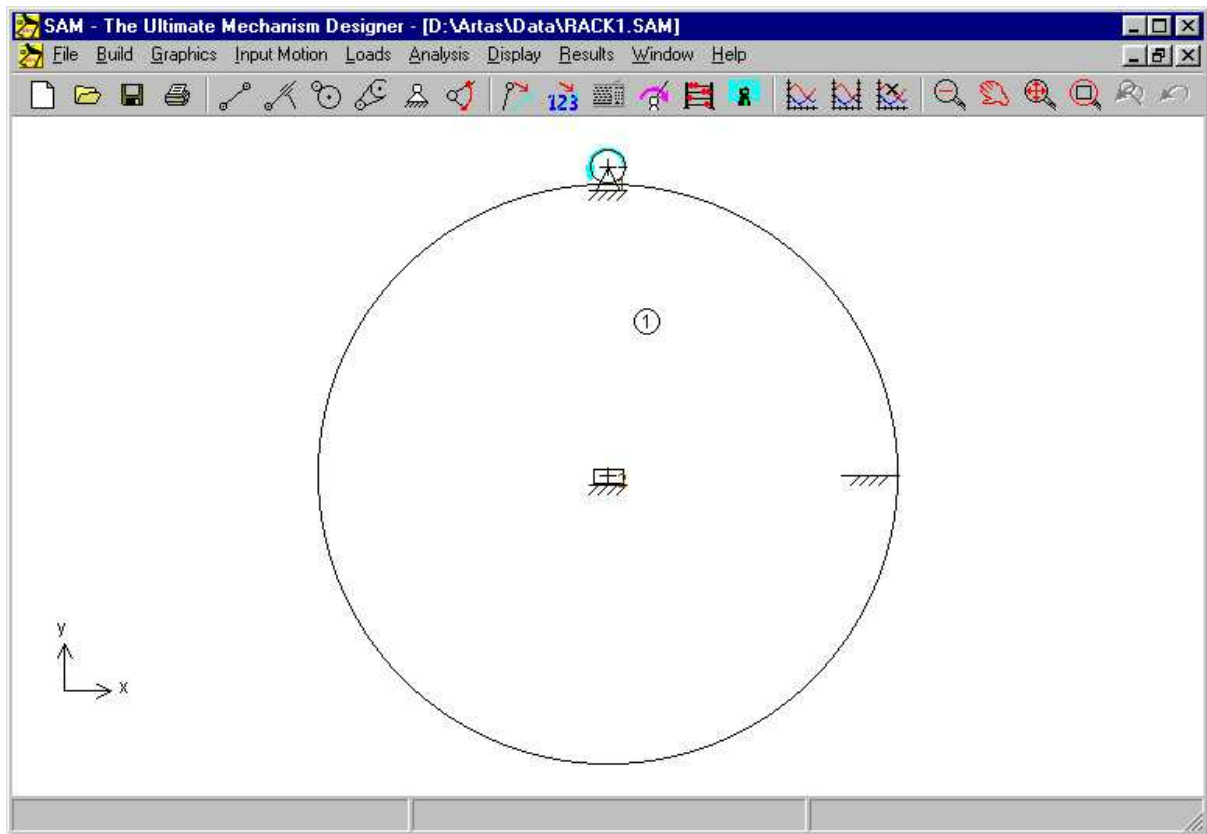 SAM - The Ultimate Mechanism Designer - [D:\Artas\Data\RACK1.SAM]
File Build Graphics Input Motion Loads Analysis Display Results Window Help
123
1
y
x